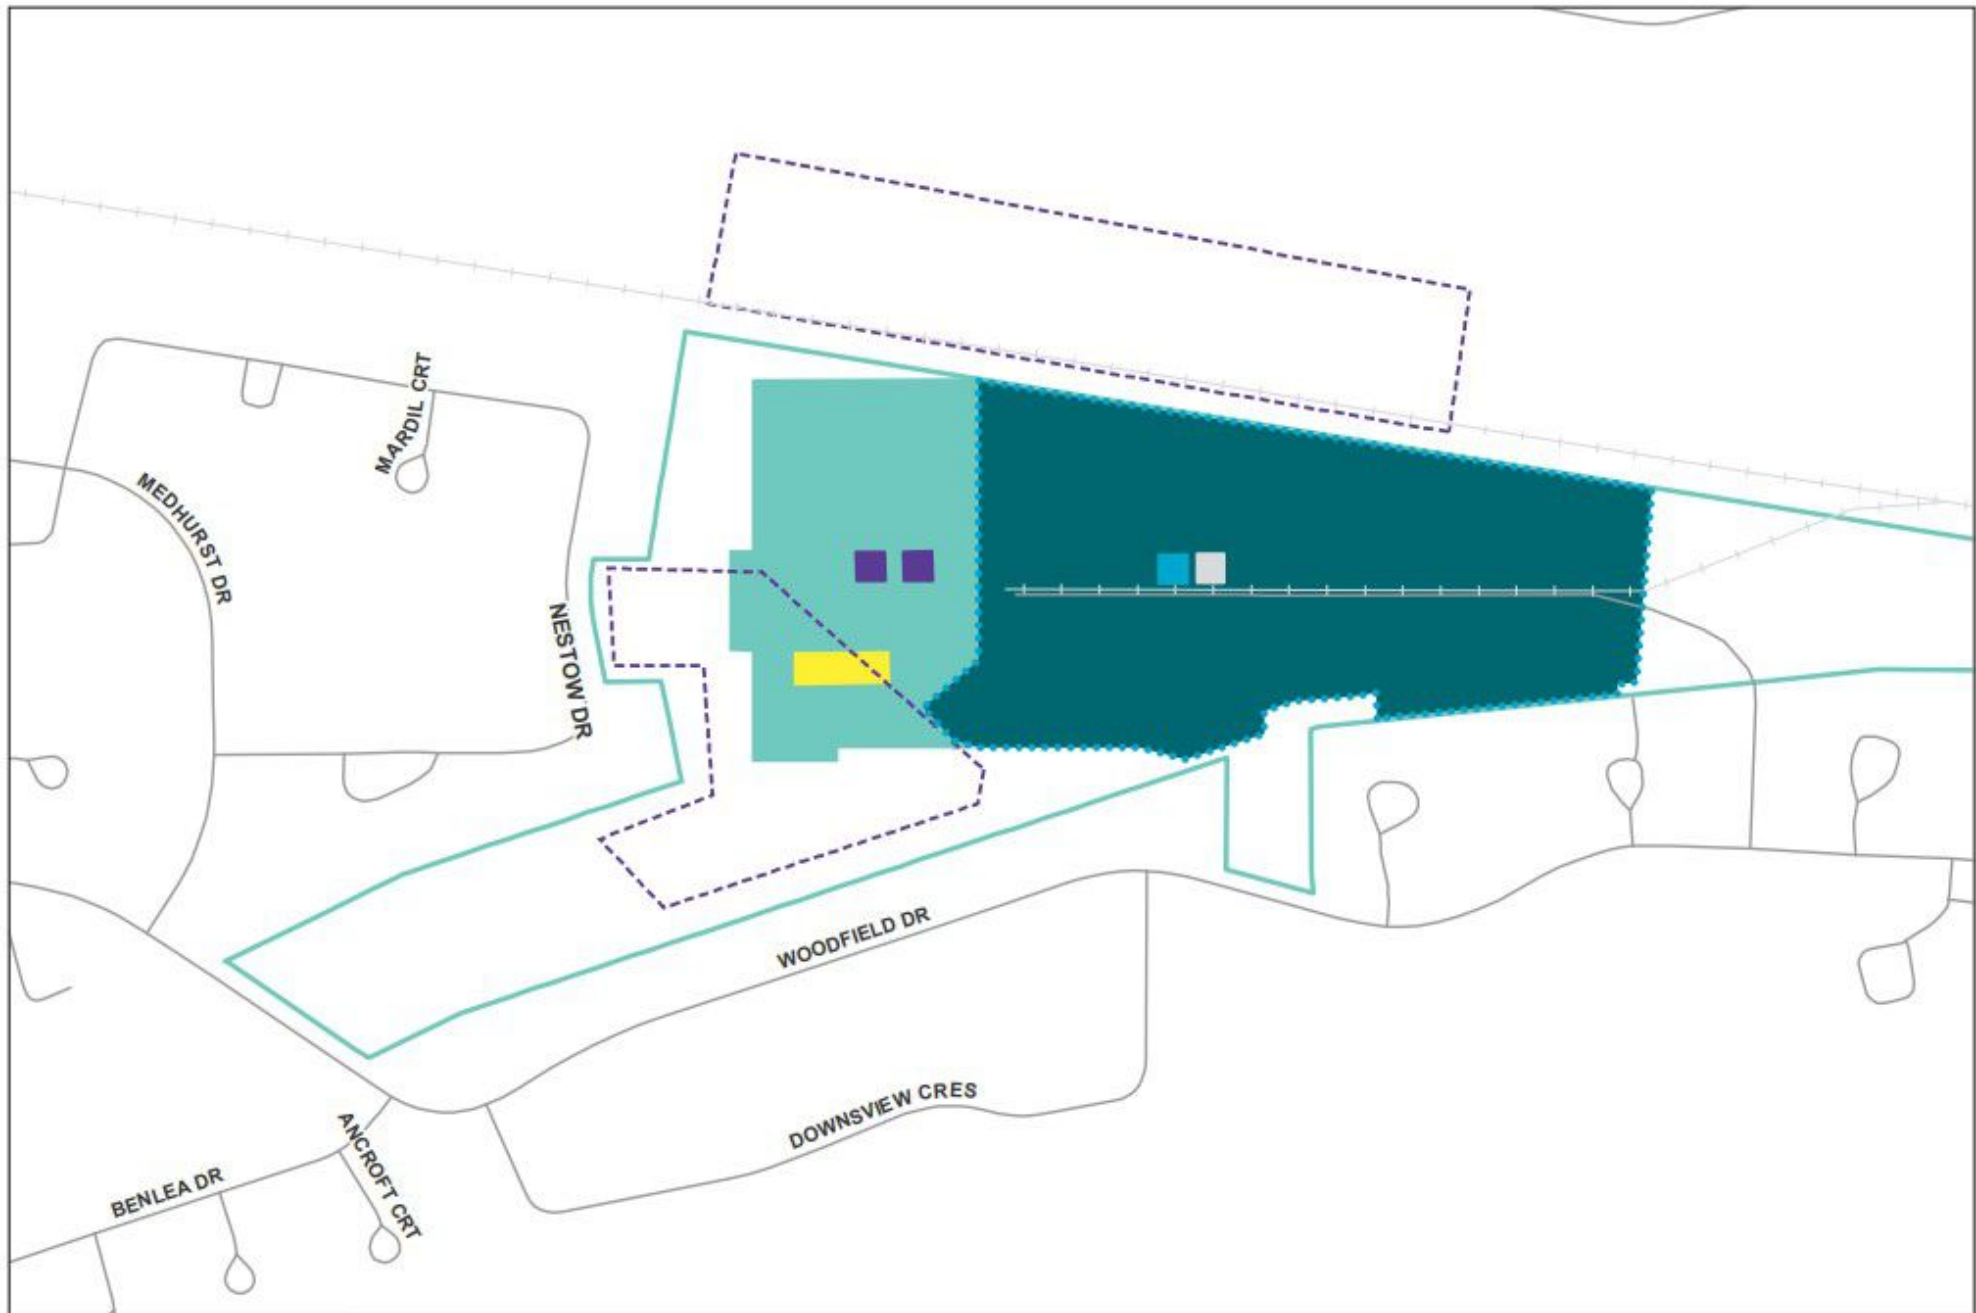 MARDIL CRT
MEDHURST DR
NESTOW DR
WOODFIELD DR
DOWNSVIEW CRES
ANCROFT CRT
BENLEA DR